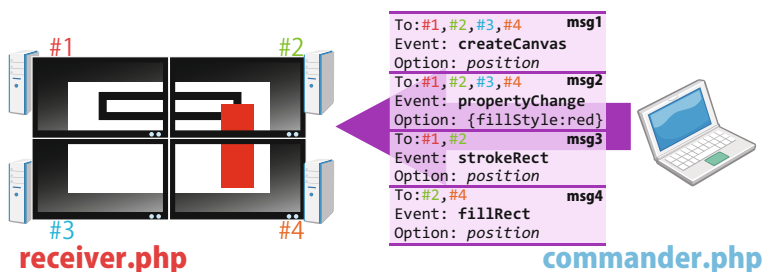 #1
#2
#3
#4
receiver.php
To:#1,#2,#3,#4 msg1
Event: createCanvas
Option: position
To:#1,#2,#3,#4 msg2
Event: propertyChange
Option: {fillStyle:red}
To:#1,#2 msg3
Event: strokeRect
Option: position
To:#2,#4 msg4
Event: fillRect
Option: position
commander.php